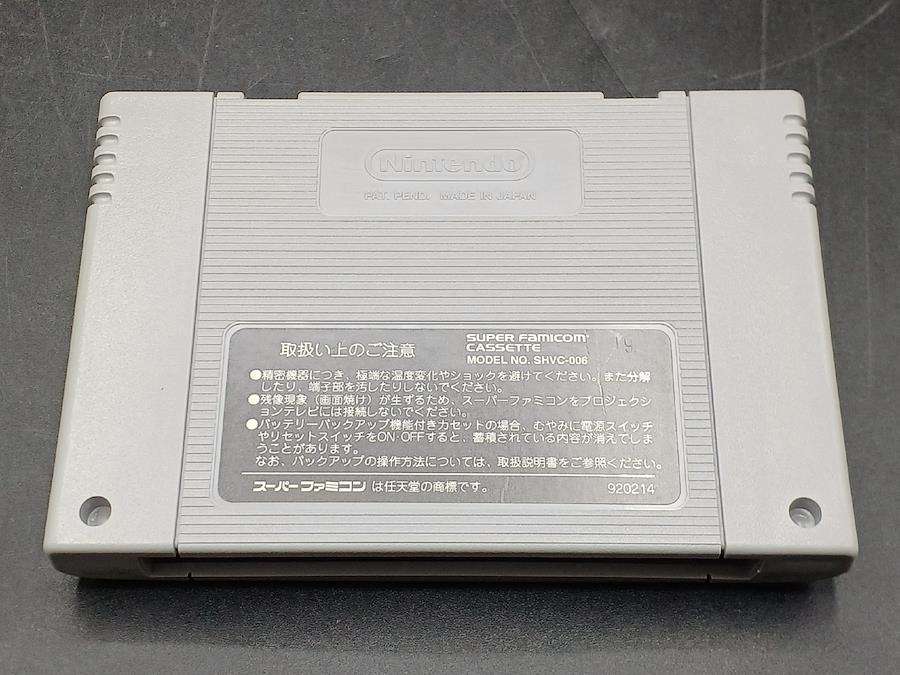 Nintendo
PAT. PEND. MADE IN JAPAN
取扱い上のご注意
SUPER FAMICOM
CASSETTE
MODEL NO. SHVC-006
19
●精密機器につき、極端な温度変化やショックを避けてください。また分解
したり、端子部を汚したりしないでください。
●残像現象（画面焼け）が生ずるため、スーパーファミコンをプロジェクシ
ョンテレビには接続しないでください。
●バッテリーバックアップ機能付きカセットの場合、むやみに電源スイッチ
やリセットスイッチをON・OFFすると、蓄積されている内容が消えてしま
うことがあります。
なお、バックアップの操作方法については、取扱説明書をご参照ください。
スーパーファミコンは任天堂の商標です。
920214